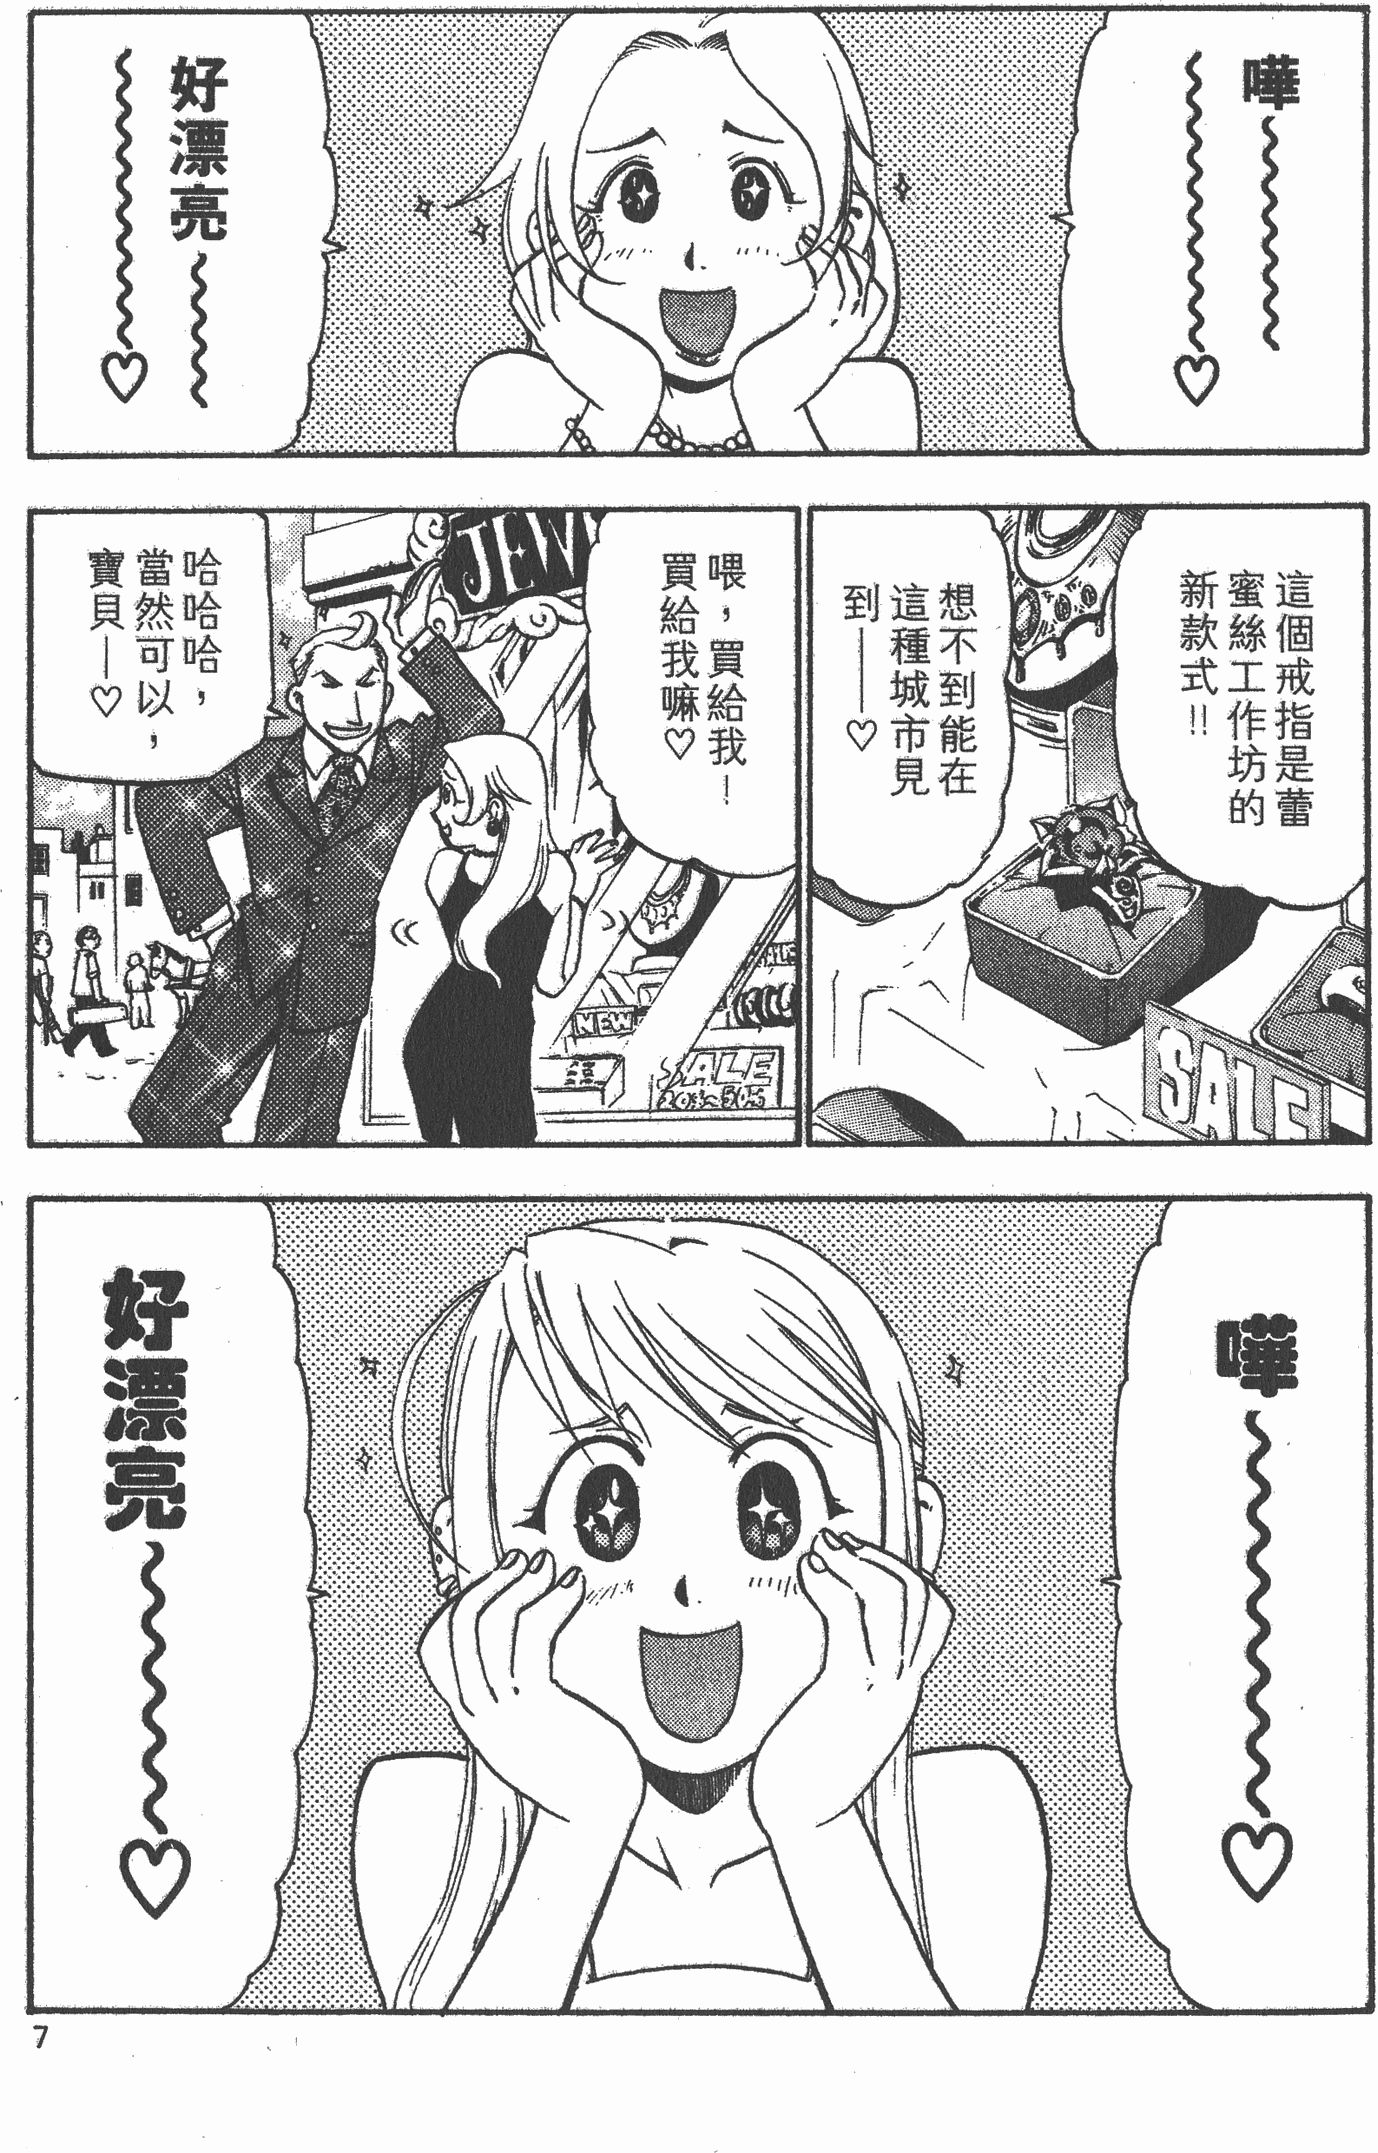 嘩～～～～♡
好漂亮～～～～♡
這個戒指是蕾
蜜絲工作坊的
新款式!!
想不到能在
這種城市見
到——♡
SALE
喂，買給我！
買給我嘛♡
哈哈哈，
當然可以，
寶貝—♡
JEW
NEW
SALE
20%~50%
嘩～～～～♡
好漂亮～～～～♡
7